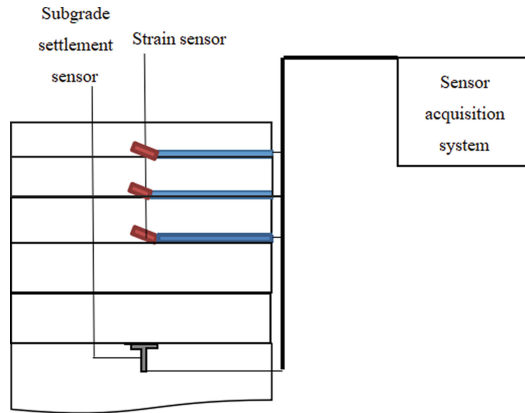 Subgrade
settlement
sensor
Strain sensor
Sensor
acquisition
system